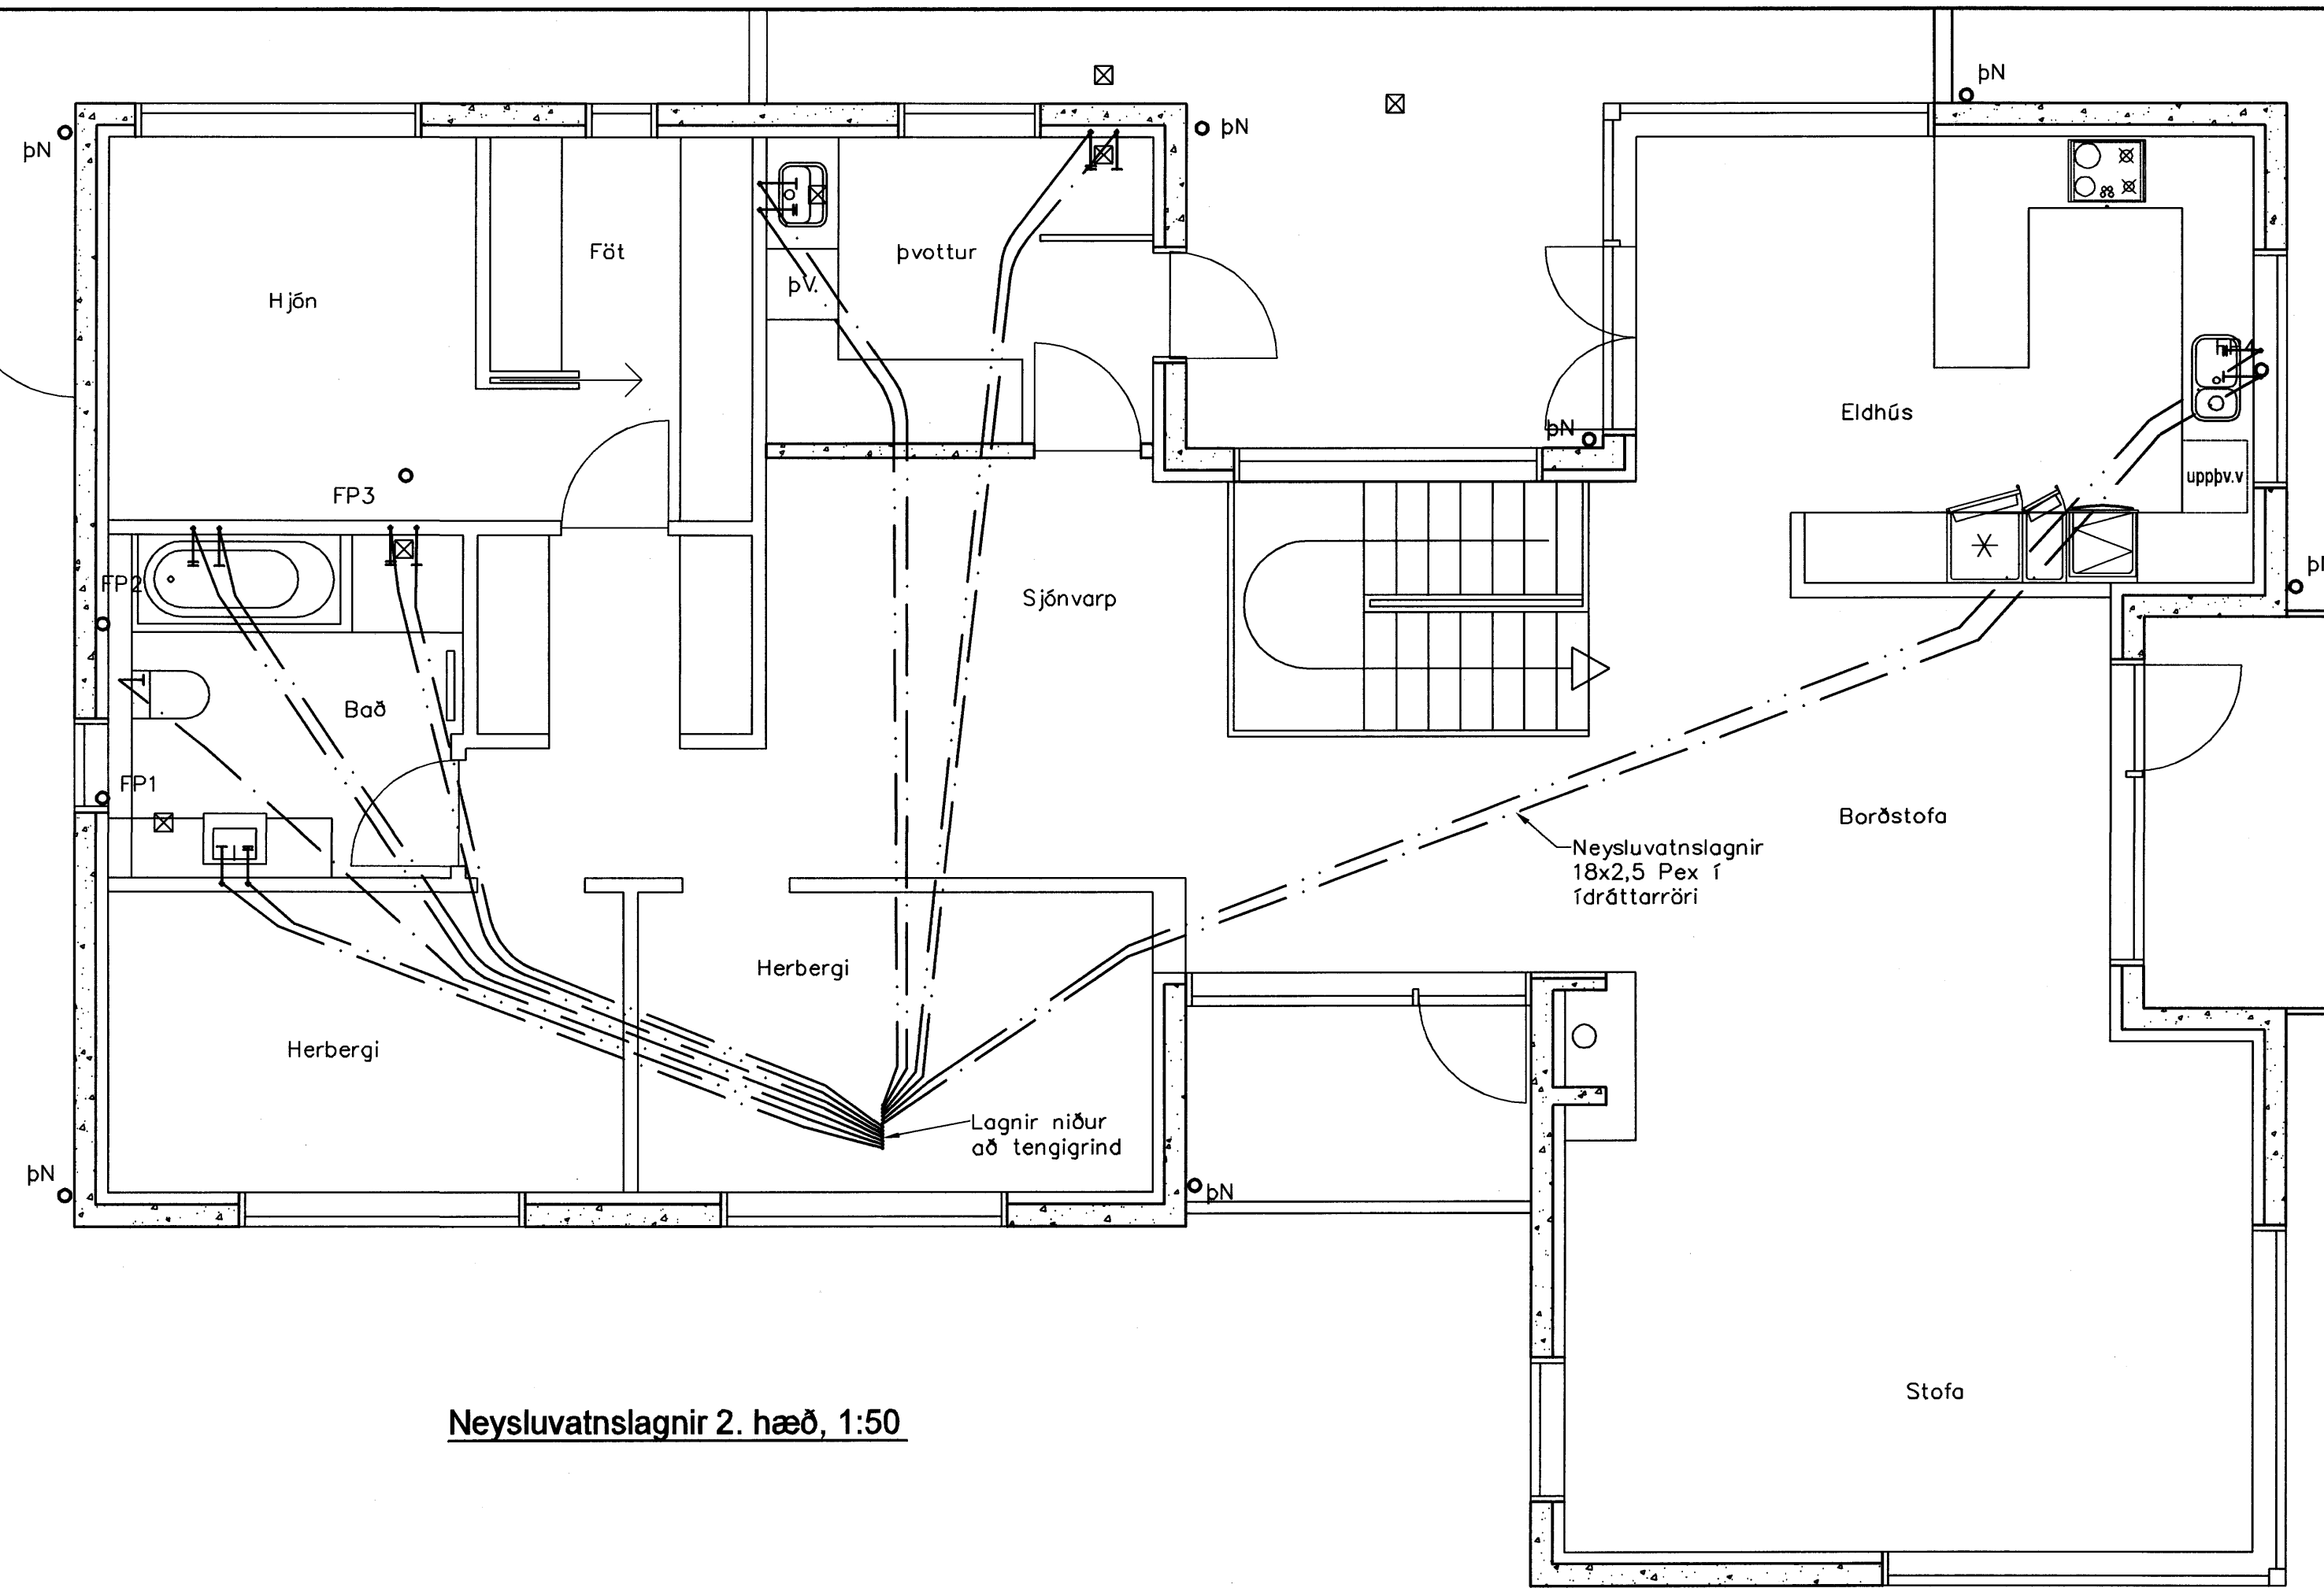 þN
þN
þN
Föt
þvottur
Hjón
þV.
Eldhús
þN
uppþv.v
FP3
FP2
Sjónvarp
Bað
FP1
Borðstofa
Neysluvatnslagnir
18x2,5 Pex í
ídráttarröri
Herbergi
Herbergi
Lagnir niður
að tengigrind
þN
þN
Stofa
Neysluvatnslagnir 2. hæð, 1:50